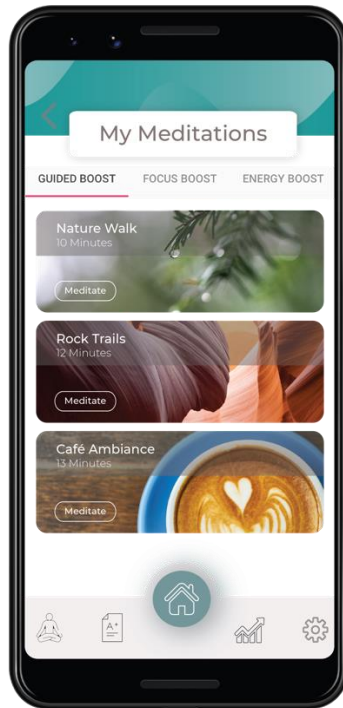 My Meditations
GUIDED BOOST FOCUS BOOST ENERGY BOOST
Nature Walk
10 Minutes
Meditate
Rock Trails
12 Minutes
Meditate
Café Ambiance
13 Minutes
Meditate
A+